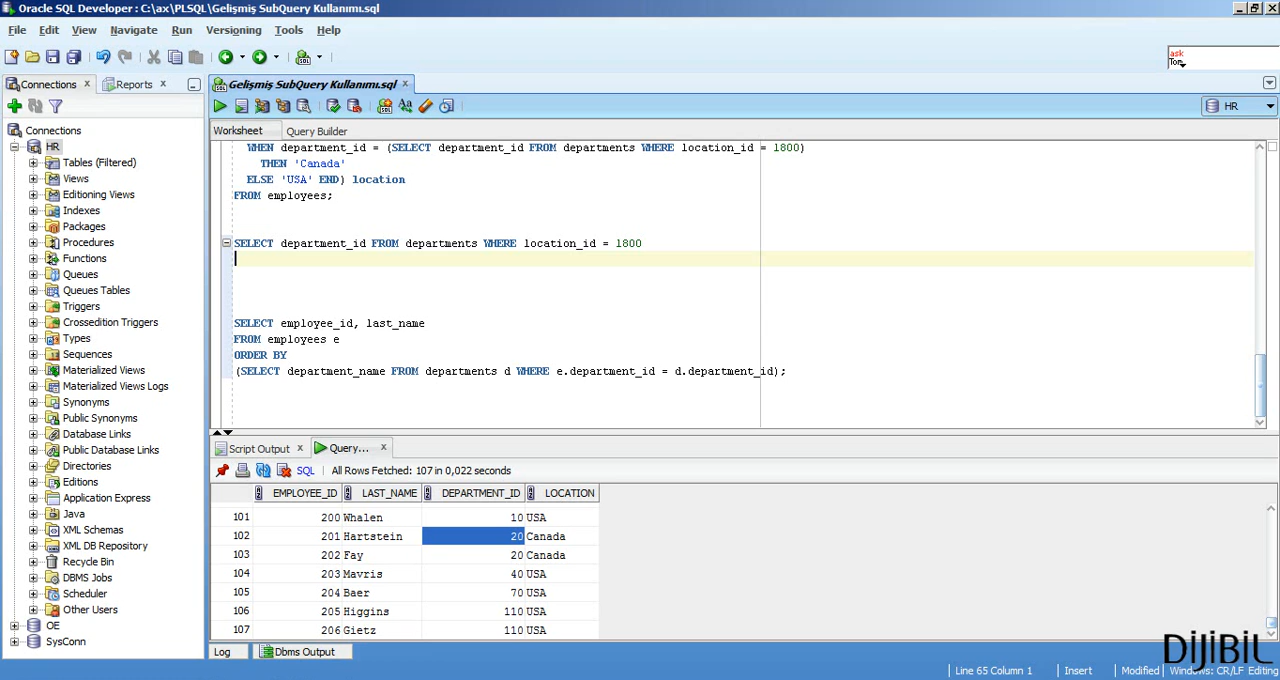 Oracle SQL Developer : C:\ax\PLSQL\Gelişmiş SubQuery Kullanımı.sql
File Edit View Navigate Run Versioning Tools Help
ask
Tom
Connections Reports Gelişmiş SubQuery Kullanımı.sql
HR
Connections
HR
Tables (Filtered)
Views
Editioning Views
Indexes
Packages
Procedures
Functions
Queues
Queues Tables
Triggers
Crossedition Triggers
Types
Sequences
Materialized Views
Materialized Views Logs
Synonyms
Public Synonyms
Database Links
Public Database Links
Directories
Editions
Application Express
Java
XML Schemas
XML DB Repository
Recycle Bin
DBMS Jobs
Scheduler
Other Users
OE
SysConn
Worksheet Query Builder
WHEN department_id = (SELECT department_id FROM departments WHERE location_id = 1800)
THEN 'Canada'
ELSE 'USA' END) location
FROM employees;
SELECT department_id FROM departments WHERE location_id = 1800
SELECT employee_id, last_name
FROM employees e
ORDER BY
(SELECT department_name FROM departments d WHERE e.department_id = d.department_id);
Script Output Query...
SQL All Rows Fetched: 107 in 0,022 seconds
EMPLOYEE_ID LAST_NAME DEPARTMENT_ID LOCATION
101 200 Whalen 10 USA
102 201 Hartstein 20 Canada
103 202 Fay 20 Canada
104 203 Mavris 40 USA
105 204 Baer 70 USA
106 205 Higgins 110 USA
107 206 Gietz 110 USA
Log Dbms Output
DİJİBİL
Line 65 Column 1 Insert Modified Windows: CR/LF Editing